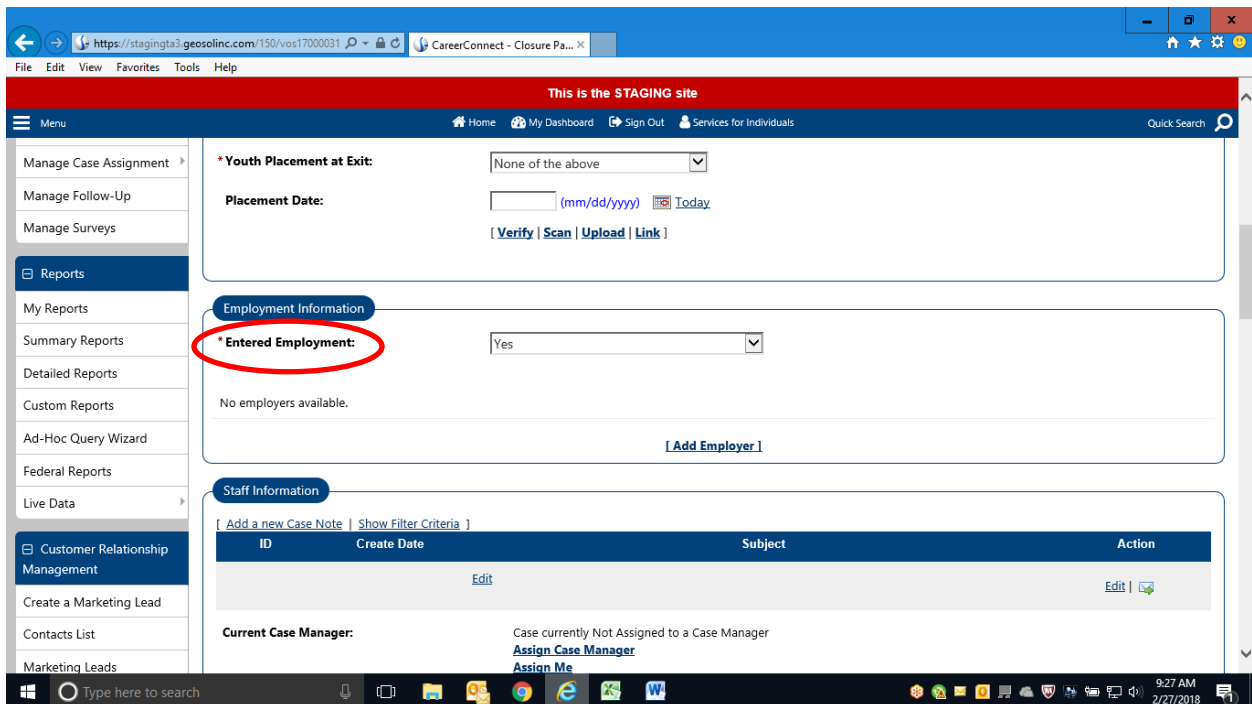 https://stagingta3.geosolinc.com/150/vos17000031
CareerConnect - Closure Pa...
File Edit View Favorites Tools Help
This is the STAGING site
Menu
Home My Dashboard Sign Out Services for Individuals
Quick Search
Manage Case Assignment
Manage Follow-Up
Manage Surveys
Reports
My Reports
Summary Reports
Detailed Reports
Custom Reports
Ad-Hoc Query Wizard
Federal Reports
Live Data
Customer Relationship
Management
Create a Marketing Lead
Contacts List
Marketing Leads
* Youth Placement at Exit: None of the above
Placement Date: (mm/dd/yyyy) Today
[ Verify | Scan | Upload | Link ]
Employment Information
* Entered Employment: Yes
No employers available.
[ Add Employer ]
Staff Information
[ Add a new Case Note | Show Filter Criteria ]
ID Create Date Subject Action
Edit Edit |
Current Case Manager: Case currently Not Assigned to a Case Manager
Assign Case Manager
Assign Me
Type here to search
9:27 AM
2/27/2018